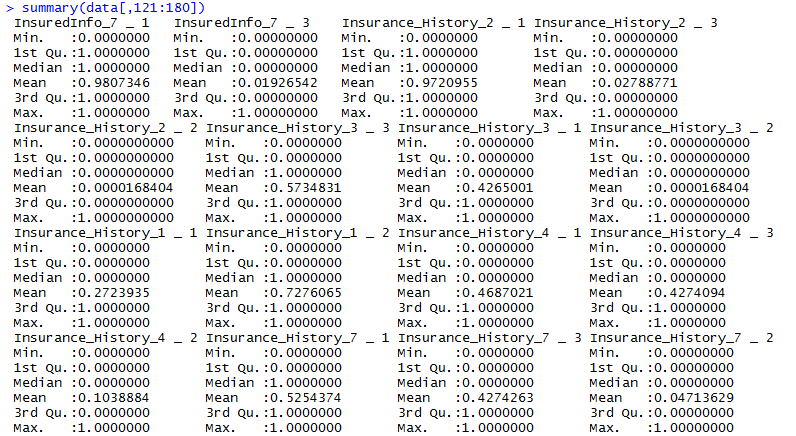 > summary(data[,121:180])
InsuredInfo_7 _ 1 InsuredInfo_7 _ 3 Insurance_History_2 _ 1 Insurance_History_2 _ 3
Min. :0.0000000 Min. :0.00000000 Min. :0.0000000 Min. :0.00000000
1st Qu.:1.0000000 1st Qu.:0.00000000 1st Qu.:1.0000000 1st Qu.:0.00000000
Median :1.0000000 Median :0.00000000 Median :1.0000000 Median :0.00000000
Mean :0.9807346 Mean :0.01926542 Mean :0.9720955 Mean :0.02788771
3rd Qu.:1.0000000 3rd Qu.:0.00000000 3rd Qu.:1.0000000 3rd Qu.:0.00000000
Max. :1.0000000 Max. :1.00000000 Max. :1.0000000 Max. :1.00000000
Insurance_History_2 _ 2 Insurance_History_3 _ 3 Insurance_History_3 _ 1 Insurance_History_3 _ 2
Min. :0.0000000000 Min. :0.0000000 Min. :0.0000000 Min. :0.0000000000
1st Qu.:0.0000000000 1st Qu.:0.0000000 1st Qu.:0.0000000 1st Qu.:0.0000000000
Median :0.0000000000 Median :1.0000000 Median :0.0000000 Median :0.0000000000
Mean :0.0000168404 Mean :0.5734831 Mean :0.4265001 Mean :0.0000168404
3rd Qu.:0.0000000000 3rd Qu.:1.0000000 3rd Qu.:1.0000000 3rd Qu.:0.0000000000
Max. :1.0000000000 Max. :1.0000000 Max. :1.0000000 Max. :1.0000000000
Insurance_History_1 _ 1 Insurance_History_1 _ 2 Insurance_History_4 _ 1 Insurance_History_4 _ 3
Min. :0.0000000 Min. :0.0000000 Min. :0.0000000 Min. :0.0000000
1st Qu.:0.0000000 1st Qu.:0.0000000 1st Qu.:0.0000000 1st Qu.:0.0000000
Median :0.0000000 Median :1.0000000 Median :0.0000000 Median :0.0000000
Mean :0.2723935 Mean :0.7276065 Mean :0.4687021 Mean :0.4274094
3rd Qu.:1.0000000 3rd Qu.:1.0000000 3rd Qu.:1.0000000 3rd Qu.:1.0000000
Max. :1.0000000 Max. :1.0000000 Max. :1.0000000 Max. :1.0000000
Insurance_History_4 _ 2 Insurance_History_7 _ 1 Insurance_History_7 _ 3 Insurance_History_7 _ 2
Min. :0.0000000 Min. :0.0000000 Min. :0.0000000 Min. :0.00000000
1st Qu.:0.0000000 1st Qu.:0.0000000 1st Qu.:0.0000000 1st Qu.:0.00000000
Median :0.0000000 Median :1.0000000 Median :0.0000000 Median :0.00000000
Mean :0.1038884 Mean :0.5254374 Mean :0.4274263 Mean :0.04713629
3rd Qu.:0.0000000 3rd Qu.:1.0000000 3rd Qu.:1.0000000 3rd Qu.:0.00000000
Max. :1.0000000 Max. :1.0000000 Max. :1.0000000 Max. :1.00000000